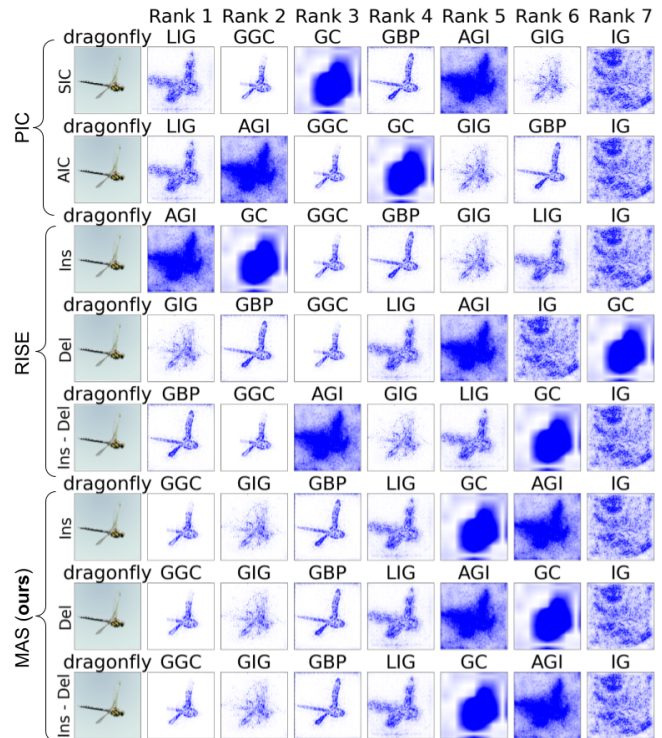 Rank 1 Rank 2 Rank 3 Rank 4 Rank 5 Rank 6 Rank 7
dragonfly LIG GGC GC GBP AGI GIG IG
SIC
PIC
dragonfly LIG AGI GGC GC GIG GBP IG
AIC
dragonfly AGI GC GGC GBP GIG LIG IG
Ins
dragonfly GIG GBP GGC LIG AGI IG GC
Del
RISE
dragonfly GBP GGC AGI GIG LIG GC IG
Ins - Del
dragonfly GGC GIG GBP LIG GC AGI IG
Ins
dragonfly GGC GIG GBP LIG AGI GC IG
Del
MAS (ours)
dragonfly GGC GIG GBP LIG GC AGI IG
Ins - Del